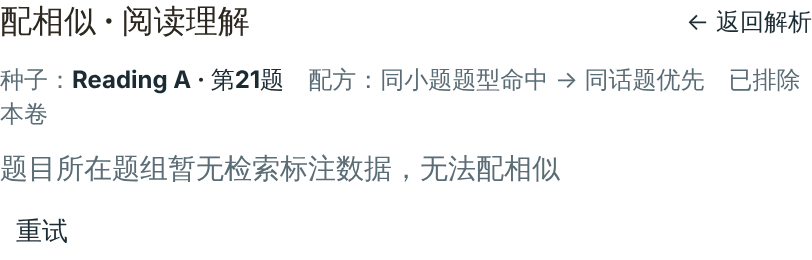 配相似 · 阅读理解
← 返回解析
种子：Reading A · 第21题 配方：同小题题型命中 → 同话题优先 已排除
本卷
题目所在题组暂无检索标注数据，无法配相似
重试